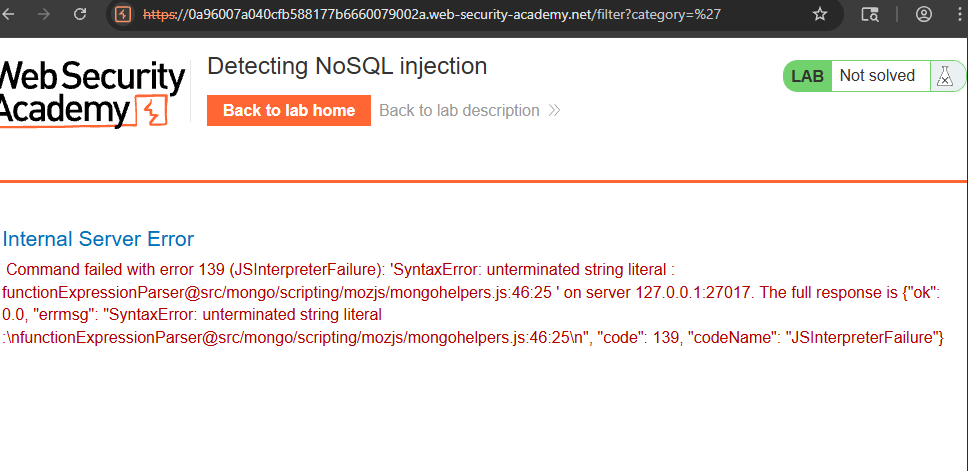 https://0a96007a040cfb588177b6660079002a.web-security-academy.net/filter?category=%27
Web Security
Academy
Detecting NoSQL injection
Back to lab home
Back to lab description
LAB
Not solved
Internal Server Error
Command failed with error 139 (JSInterpreterFailure): 'SyntaxError: unterminated string literal :
functionExpressionParser@src/mongo/scripting/mozjs/mongohelpers.js:46:25 ' on server 127.0.0.1:27017. The full response is {"ok":
0.0, "errmsg": "SyntaxError: unterminated string literal
:\nfunctionExpressionParser@src/mongo/scripting/mozjs/mongohelpers.js:46:25\n", "code": 139, "codeName": "JSInterpreterFailure"}